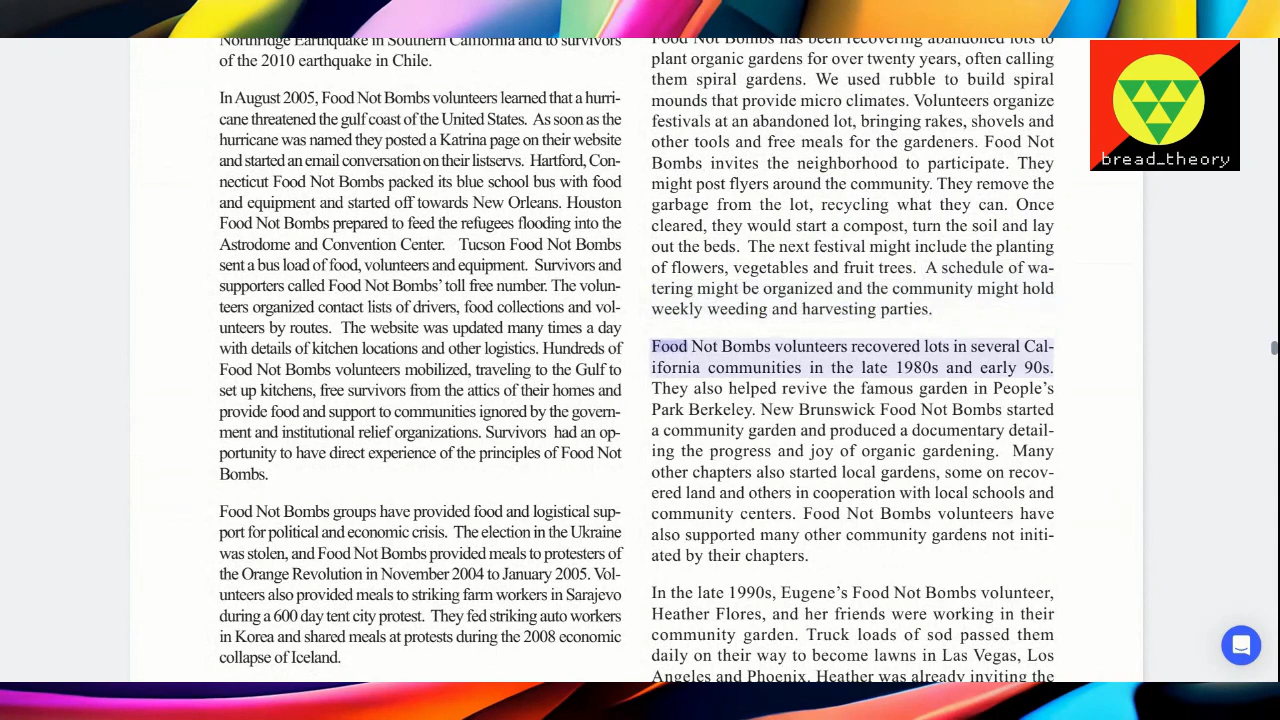 Northridge Earthquake in Southern California and to survivors
of the 2010 earthquake in Chile.
In August 2005, Food Not Bombs volunteers learned that a hurri-
cane threatened the gulf coast of the United States. As soon as the
hurricane was named they posted a Katrina page on their website
and started an email conversation on their listservs. Hartford, Con-
necticut Food Not Bombs packed its blue school bus with food
and equipment and started off towards New Orleans. Houston
Food Not Bombs prepared to feed the refugees flooding into the
Astrodome and Convention Center. Tucson Food Not Bombs
sent a bus load of food, volunteers and equipment. Survivors and
supporters called Food Not Bombs' toll free number. The volun-
teers organized contact lists of drivers, food collections and vol-
unteers by routes. The website was updated many times a day
with details of kitchen locations and other logistics. Hundreds of
Food Not Bombs volunteers mobilized, traveling to the Gulf to
set up kitchens, free survivors from the attics of their homes and
provide food and support to communities ignored by the govern-
ment and institutional relief organizations. Survivors had an op-
portunity to have direct experience of the principles of Food Not
Bombs.
Food Not Bombs groups have provided food and logistical sup-
port for political and economic crisis. The election in the Ukraine
was stolen, and Food Not Bombs provided meals to protesters of
the Orange Revolution in November 2004 to January 2005. Vol-
unteers also provided meals to striking farm workers in Sarajevo
during a 600 day tent city protest. They fed striking auto workers
in Korea and shared meals at protests during the 2008 economic
collapse of Iceland.
Food Not Bombs has been recovering abandoned lots to
plant organic gardens for over twenty years, often calling
them spiral gardens. We used rubble to build spiral
mounds that provide micro climates. Volunteers organize
festivals at an abandoned lot, bringing rakes, shovels and
other tools and free meals for the gardeners. Food Not
Bombs invites the neighborhood to participate. They
might post flyers around the community. They remove the
garbage from the lot, recycling what they can. Once
cleared, they would start a compost, turn the soil and lay
out the beds. The next festival might include the planting
of flowers, vegetables and fruit trees. A schedule of wa-
tering might be organized and the community might hold
weekly weeding and harvesting parties.
Food Not Bombs volunteers recovered lots in several Cal-
ifornia communities in the late 1980s and early 90s.
They also helped revive the famous garden in People's
Park Berkeley. New Brunswick Food Not Bombs started
a community garden and produced a documentary detail-
ing the progress and joy of organic gardening. Many
other chapters also started local gardens, some on recov-
ered land and others in cooperation with local schools and
community centers. Food Not Bombs volunteers have
also supported many other community gardens not initi-
ated by their chapters.
In the late 1990s, Eugene's Food Not Bombs volunteer,
Heather Flores, and her friends were working in their
community garden. Truck loads of sod passed them
daily on their way to become lawns in Las Vegas, Los
Angeles and Phoenix. Heather was already inviting the
bread_theory